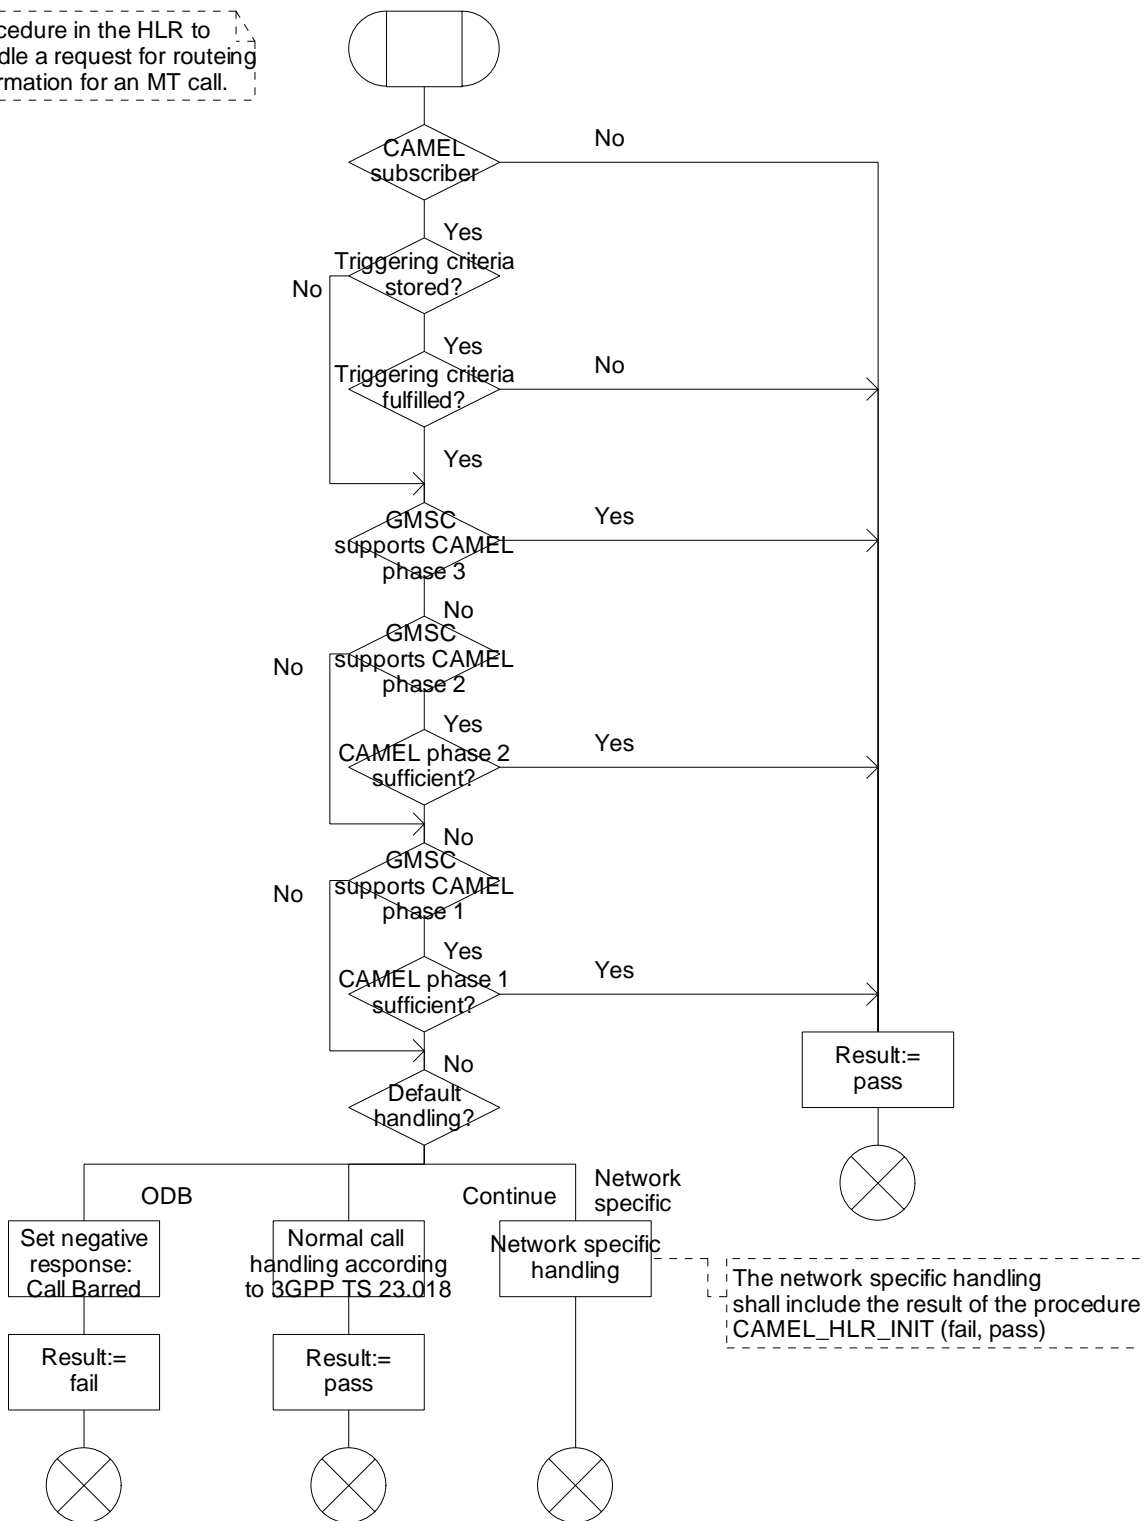 cedure in the HLR to
dle a request for routeing
rmation for an MT call.
CAMEL
subscriber
No
Yes
Triggering criteria
stored?
No
Yes
Triggering criteria
fulfilled?
No
Yes
GMSC
supports CAMEL
phase 3
Yes
No
GMSC
supports CAMEL
phase 2
No
Yes
CAMEL phase 2
sufficient?
Yes
No
GMSC
supports CAMEL
phase 1
No
Yes
CAMEL phase 1
sufficient?
Yes
No
Default
handling?
Result:=
pass
ODB
Continue
Network
specific
Set negative
response:
Call Barred
Normal call
handling according
to 3GPP TS 23.018
Network specific
handling
The network specific handling
shall include the result of the procedure
CAMEL_HLR_INIT (fail, pass)
Result:=
fail
Result:=
pass